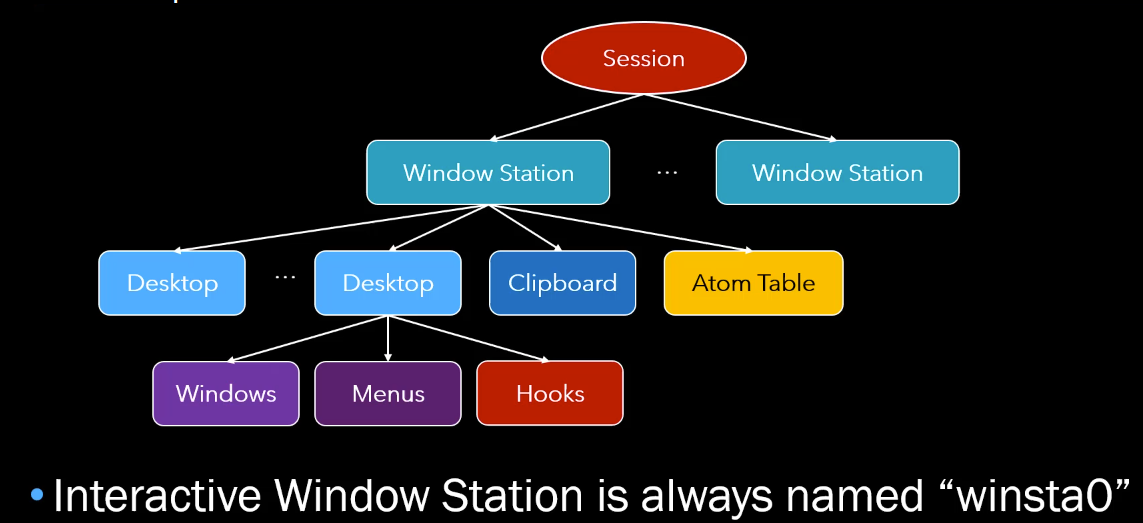 Session
Window Station ... Window Station
Desktop ... Desktop Clipboard Atom Table
Windows Menus Hooks
• Interactive Window Station is always named “winsta0”